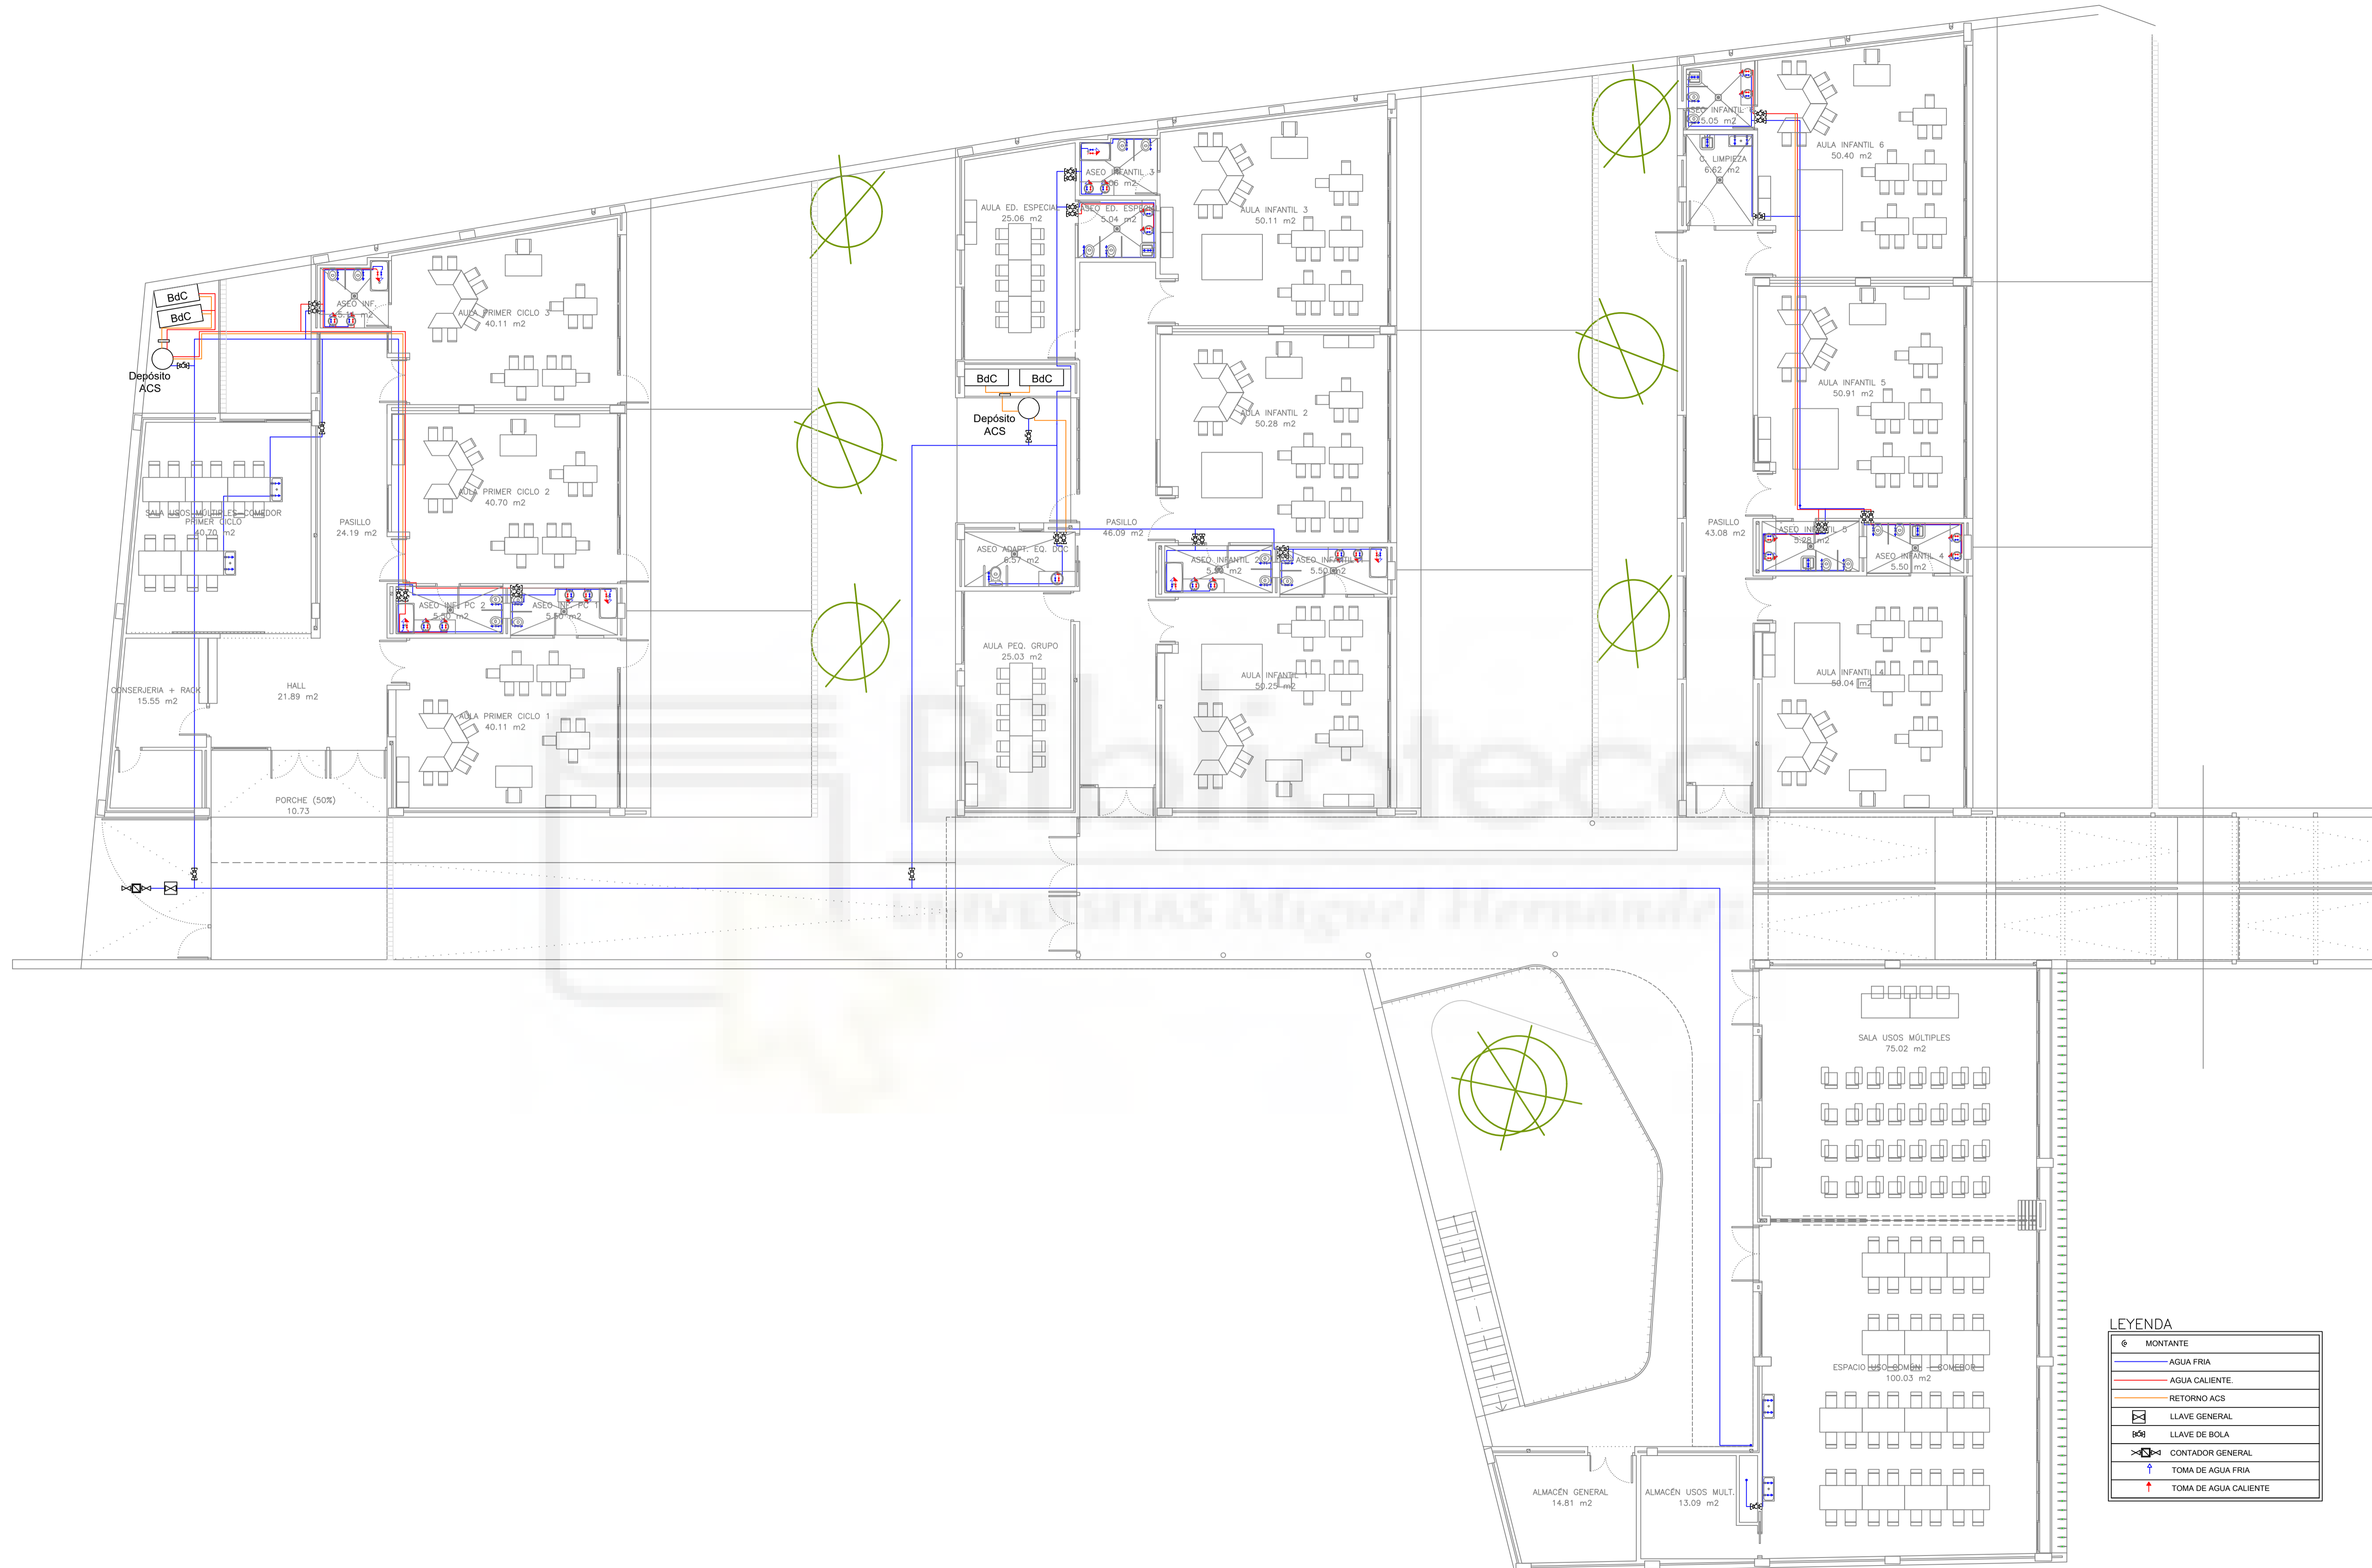 BdC
BdC
Depósito
ACS
ASEO INF.
AULA PRIMER CICLO 3
40.11 m2
SALA USOS MÚLTIPLES-COMEDOR
PRIMER CICLO
40.70 m2
PASILLO
24.19 m2
AULA PRIMER CICLO 2
40.70 m2
ASEO INF. PC 2
5.50 m2
ASEO INF. PC 1
5.50 m2
CONSERJERIA + RACK
15.55 m2
HALL
21.89 m2
AULA PRIMER CICLO 1
40.11 m2
PORCHE (50%)
10.73
AULA ED. ESPECIAL
25.06 m2
ASEO INFANTIL 3
ASEO ED. ESPECIAL
5.04 m2
AULA INFANTIL 3
50.11 m2
BdC
BdC
Depósito
ACS
AULA INFANTIL 2
50.28 m2
PASILLO
46.09 m2
ASEO ADAPT. EQ. DOC
6.57 m2
ASEO INFANTIL 2
ASEO INFANTIL
5.50 m2
AULA PEQ. GRUPO
25.03 m2
AULA INFANTIL 1
50.25 m2
ASEO INFANTIL
5.05 m2
C. LIMPIEZA
6.62 m2
AULA INFANTIL 6
50.40 m2
AULA INFANTIL 5
50.91 m2
PASILLO
43.08 m2
ASEO INFANTIL 5
5.28 m2
ASEO INFANTIL 4
5.50 m2
AULA INFANTIL 4
50.04 m2
Biblioteca
UNIVERSITAS Miguel Hernández
SALA USOS MÚLTIPLES
75.02 m2
ESPACIO USO COMÚN - COMEDOR
100.03 m2
ALMACÉN GENERAL
14.81 m2
ALMACÉN USOS MULT.
13.09 m2
LEYENDA
MONTANTE
AGUA FRIA
AGUA CALIENTE.
RETORNO ACS
LLAVE GENERAL
LLAVE DE BOLA
CONTADOR GENERAL
TOMA DE AGUA FRIA
TOMA DE AGUA CALIENTE